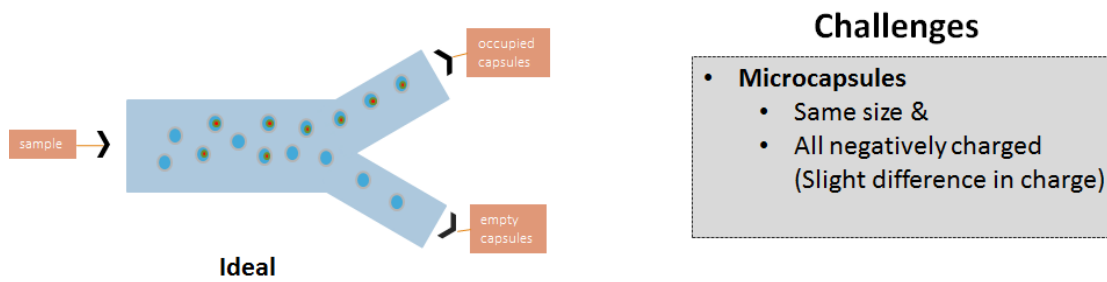 occupied
capsules
sample
empty
capsules
Ideal
Challenges
• Microcapsules
• Same size &
• All negatively charged
(Slight difference in charge)